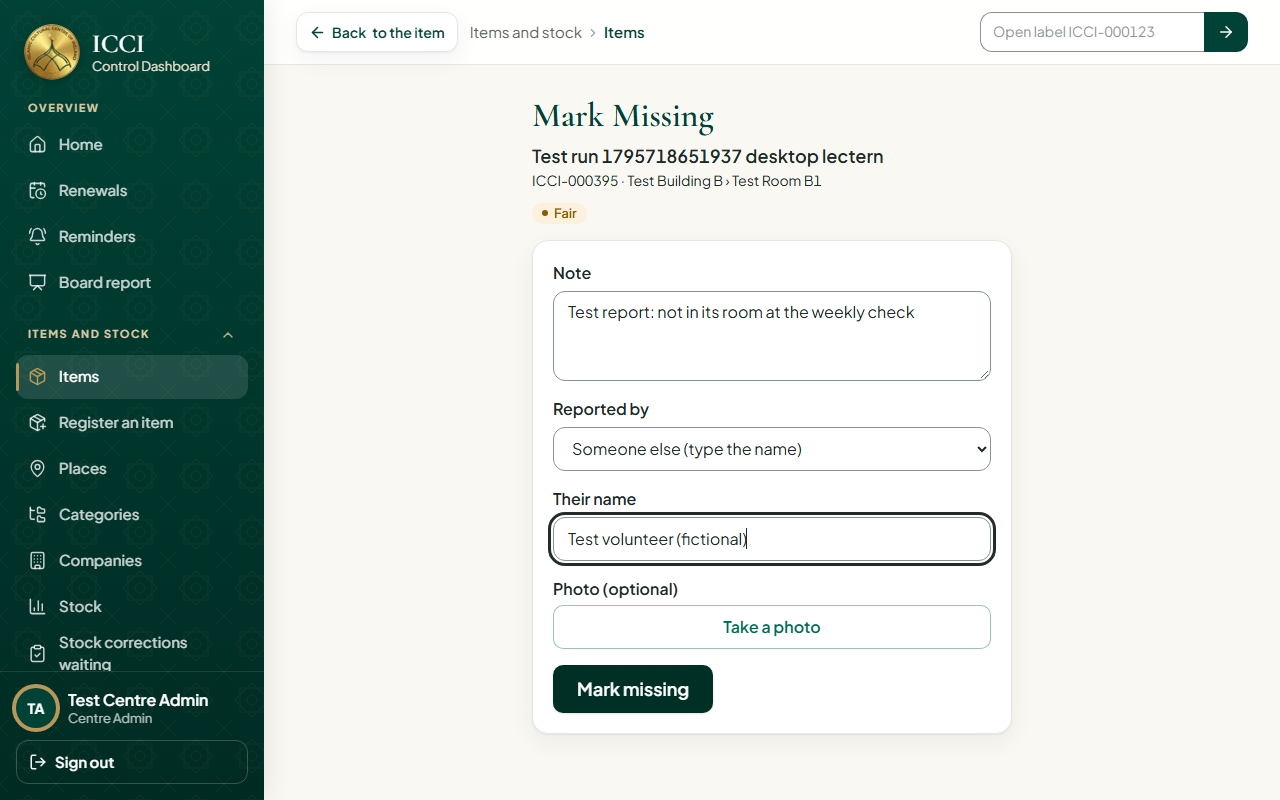 ICCI
Control Dashboard
OVERVIEW
Home
Renewals
Reminders
Board report
ITEMS AND STOCK
Items
Register an item
Places
Categories
Companies
Stock
Stock corrections
waiting
TA
Test Centre Admin
Centre Admin
Sign out
Back to the item
Items and stock › Items
Open label ICCI-000123
Mark Missing
Test run 1795718651937 desktop lectern
ICCI-000395 · Test Building B › Test Room B1
Fair
Note
Test report: not in its room at the weekly check
Reported by
Someone else (type the name)
Their name
Test volunteer (fictional)
Photo (optional)
Take a photo
Mark missing